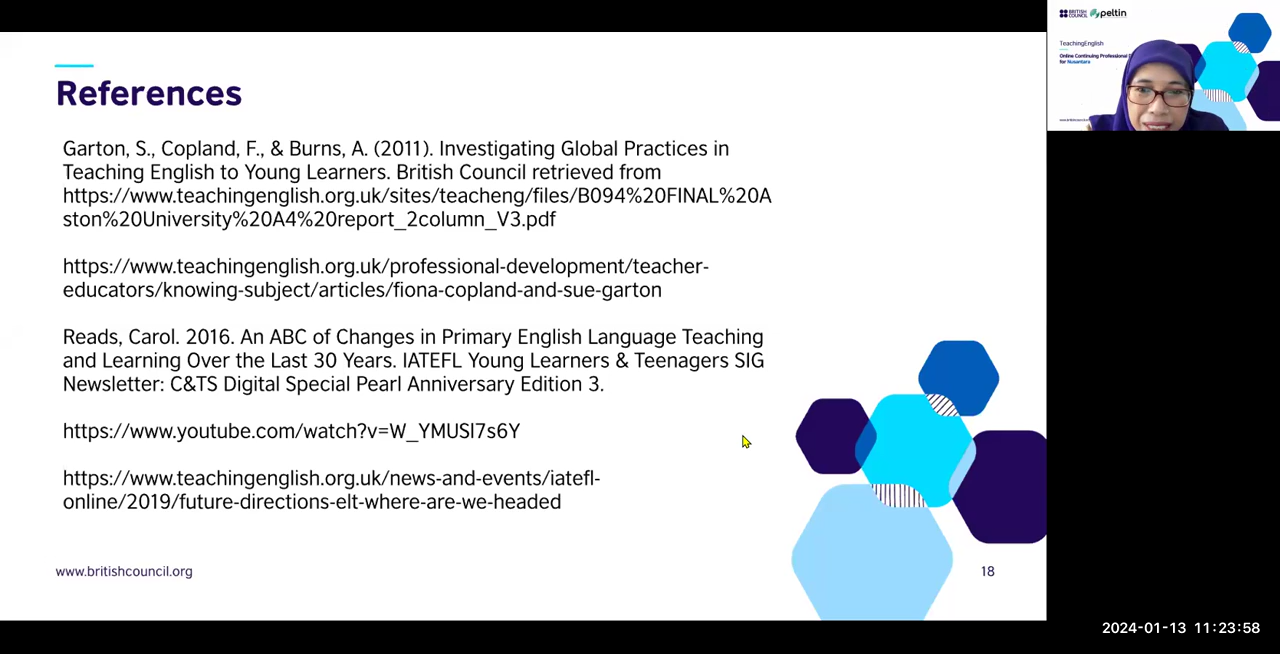 References
Garton, S., Copland, F., & Burns, A. (2011). Investigating Global Practices in
Teaching English to Young Learners. British Council retrieved from
https://www.teachingenglish.org.uk/sites/teacheng/files/B094%20FINAL%20A
ston%20University%20A4%20report_2column_V3.pdf
https://www.teachingenglish.org.uk/professional-development/teacher-
educators/knowing-subject/articles/fiona-copland-and-sue-garton
Reads, Carol. 2016. An ABC of Changes in Primary English Language Teaching
and Learning Over the Last 30 Years. IATEFL Young Learners & Teenagers SIG
Newsletter: C&TS Digital Special Pearl Anniversary Edition 3.
https://www.youtube.com/watch?v=W_YMUSl7s6Y
https://www.teachingenglish.org.uk/news-and-events/iatefl-
online/2019/future-directions-elt-where-are-we-headed
www.britishcouncil.org
18
BRITISH
COUNCIL
peltin
TeachingEnglish
Online Continuing Professional
for Nusantara
2024-01-13 11:23:58